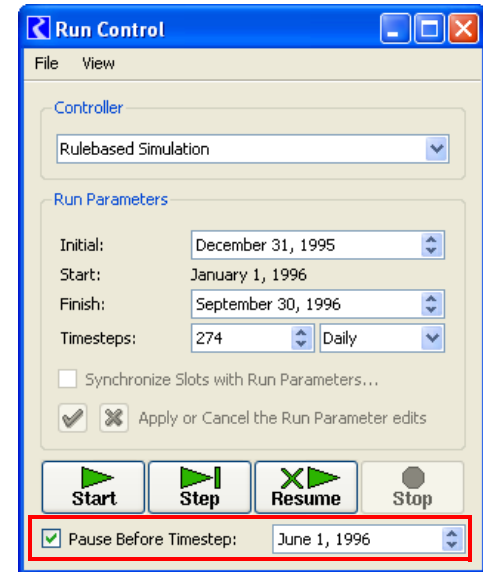 Run Control
File View
Controller
Rulebased Simulation
Run Parameters
Initial: December 31, 1995
Start: January 1, 1996
Finish: September 30, 1996
Timesteps: 274 Daily
Synchronize Slots with Run Parameters...
Apply or Cancel the Run Parameter edits
Start Step Resume Stop
Pause Before Timestep: June 1, 1996